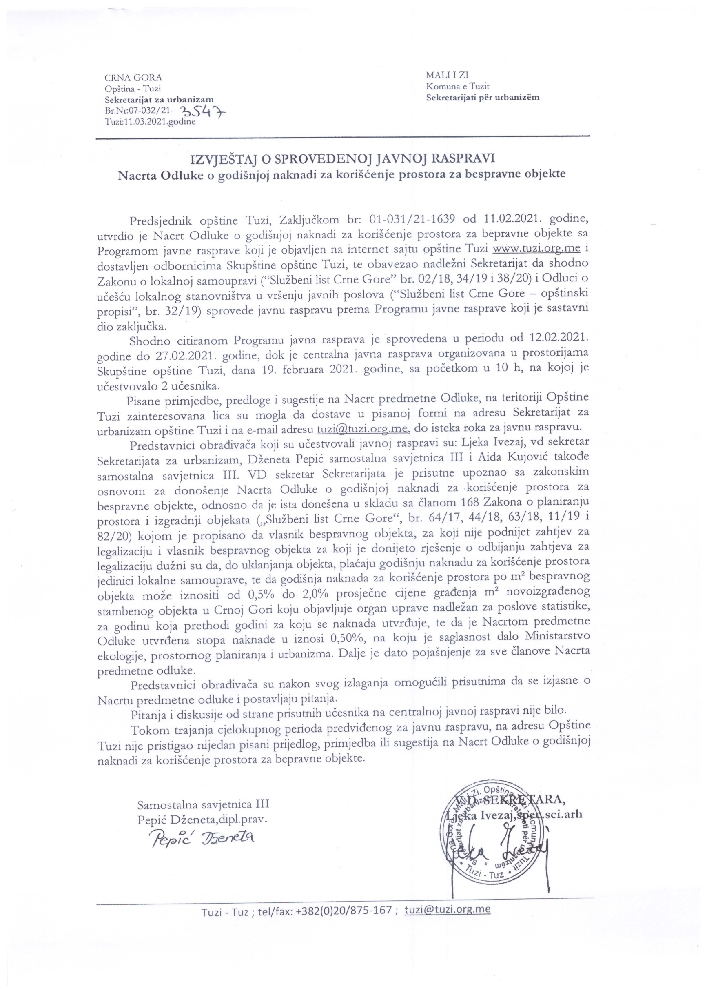 CRNA GORA
Opština - Tuzi
Sekretarijat za urbanizam
Br.Nr:07-032/21- 3547
Tuzi:11.03.2021.godine
MALI I ZI
Komuna e Tuzit
Sekretarijati për urbanizëm
IZVJEŠTAJ O SPROVEDENOJ JAVNOJ RASPRAVI
Nacrta Odluke o godišnjoj naknadi za korišćenje prostora za bespravne objekte
Predsjednik opštine Tuzi, Zaključkom br: 01-031/21-1639 od 11.02.2021. godine,
utvrdio je Nacrt Odluke o godišnjoj naknadi za korišćenje prostora za bepravne objekte sa
Programom javne rasprave koji je objavljen na internet sajtu opštine Tuzi www.tuzi.org.me i
dostavljen odbornicima Skupštine opštine Tuzi, te obavezao nadležni Sekretarijat da shodno
Zakonu o lokalnoj samoupravi (“Službeni list Crne Gore” br. 02/18, 34/19 i 38/20) i Odluci o
učešću lokalnog stanovništva u vršenju javnih poslova (“Službeni list Crne Gore – opštinski
propisi”, br. 32/19) sprovede javnu raspravu prema Programu javne rasprave koji je sastavni
dio zaključka.
Shodno citiranom Programu javna rasprava je sprovedena u periodu od 12.02.2021.
godine do 27.02.2021. godine, dok je centralna javna rasprava organizovana u prostorijama
Skupštine opštine Tuzi, dana 19. februara 2021. godine, sa početkom u 10 h, na kojoj je
učestvovalo 2 učesnika.
Pisane primjedbe, predloge i sugestije na Nacrt predmetne Odluke, na teritoriji Opštine
Tuzi zainteresovana lica su mogla da dostave u pisanoj formi na adresu Sekretarijat za
urbanizam opštine Tuzi i na e-mail adresu tuzi@tuzi.org.me, do isteka roka za javnu raspravu.
Predstavnici obrađivača koji su učestvovali javnoj raspravi su: Ljeka Ivezaj, vd sekretar
Sekretarijata za urbanizam, Dženeta Pepić samostalna savjetnica III i Aida Kujović takođe
samostalna savjetnica III. VD sekretar Sekretarijata je prisutne upoznao sa zakonskim
osnovom za donošenje Nacrta Odluke o godišnjoj naknadi za korišćenje prostora za
bespravne objekte, odnosno da je ista donešena u skladu sa članom 168 Zakona o planiranju
prostora i izgradnji objekata („Službeni list Crne Gore“, br. 64/17, 44/18, 63/18, 11/19 i
82/20) kojom je propisano da vlasnik bespravnog objekta, za koji nije podnijet zahtjev za
legalizaciju i vlasnik bespravnog objekta za koji je donijeto rješenje o odbijanju zahtjeva za
legalizaciju dužni su da, do uklanjanja objekta, plaćaju godišnju naknadu za korišćenje prostora
jedinici lokalne samouprave, te da godišnja naknada za korišćenje prostora po m² bespravnog
objekta može iznositi od 0,5% do 2,0% prosječne cijene građenja m² novoizgrađenog
stambenog objekta u Crnoj Gori koju objavljuje organ uprave nadležan za poslove statistike,
za godinu koja prethodi godini za koju se naknada utvrđuje, te da je Nacrtom predmetne
Odluke utvrđena stopa naknade u iznosi 0,50%, na koju je saglasnost dalo Ministarstvo
ekologije, prostornog planiranja i urbanizma. Dalje je dato pojašnjenje za sve članove Nacrta
predmetne odluke.
Predstavnici obrađivača su nakon svog izlaganja omogućili prisutnima da se izjasne o
Nacrtu predmetne odluke i postavljaju pitanja.
Pitanja i diskusije od strane prisutnih učesnika na centralnoj javnoj raspravi nije bilo.
Tokom trajanja cjelokupnog perioda predviđenog za javnu raspravu, na adresu Opštine
Tuzi nije pristigao nijedan pisani prijedlog, primjedba ili sugestija na Nacrt Odluke o godišnjoj
naknadi za korišćenje prostora za bepravne objekte.
Samostalna savjetnica III
Pepić Dženeta,dipl.prav.
Pepić Dženeta
V.D. SEKRETARA,
Ljeka Ivezaj,spec.sci.arh
Ljeka Ivezaj
* Tuzi - Tuz *
Tuzi - Tuz ; tel/fax: +382(0)20/875-167 ; tuzi@tuzi.org.me